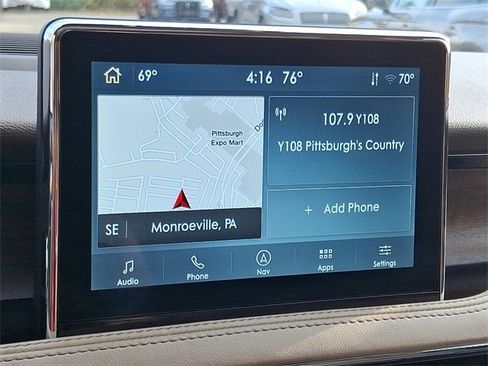 69° 4:16 76° 70°
Pittsburgh
Expo Mart
SE Monroeville, PA
107.9 Y108
Y108 Pittsburgh's Country
+ Add Phone
Audio Phone Nav Apps Settings